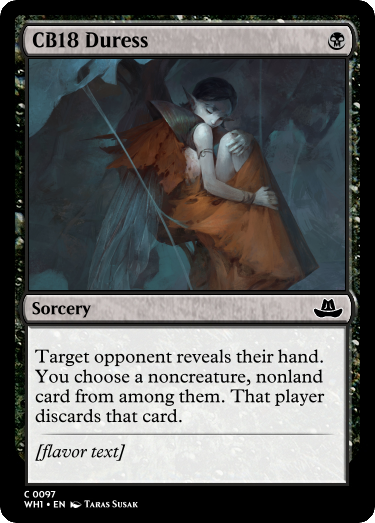 CB18 Duress
Sorcery
Target opponent reveals their hand.
You choose a noncreature, nonland
card from among them. That player
discards that card.
[flavor text]
C 0097
WH1 • EN Taras Susak